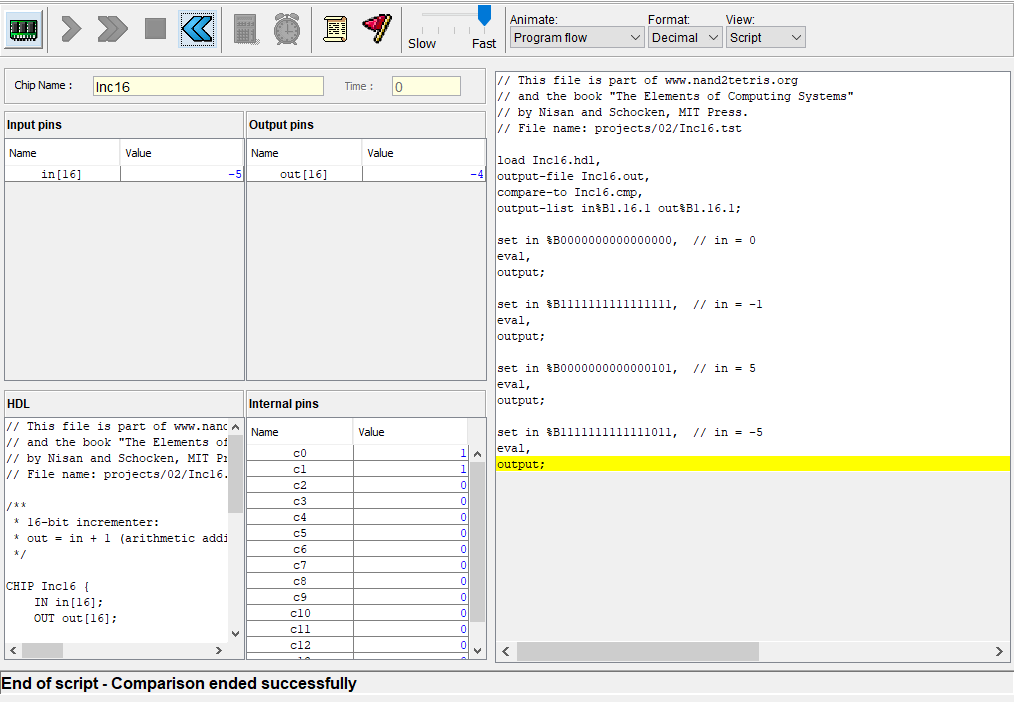 Slow
Fast
Animate:
Program flow
Format:
Decimal
View:
Script
Chip Name :
Inc16
Time :
0
Input pins
Name
Value
in[16]
-5
Output pins
Name
Value
out[16]
-4
HDL
// This file is part of www.nand
// and the book "The Elements of
// by Nisan and Schocken, MIT Pr
// File name: projects/02/Inc16.
/**
* 16-bit incrementer:
* out = in + 1 (arithmetic addi
*/
CHIP Inc16 {
IN in[16];
OUT out[16];
Internal pins
Name
Value
c0
1
c1
1
c2
0
c3
0
c4
0
c5
0
c6
0
c7
0
c8
0
c9
0
c10
0
c11
0
c12
0
// This file is part of www.nand2tetris.org
// and the book "The Elements of Computing Systems"
// by Nisan and Schocken, MIT Press.
// File name: projects/02/Inc16.tst
load Inc16.hdl,
output-file Inc16.out,
compare-to Inc16.cmp,
output-list in%B1.16.1 out%B1.16.1;
set in %B0000000000000000,  // in = 0
eval,
output;
set in %B1111111111111111,  // in = -1
eval,
output;
set in %B0000000000000101,  // in = 5
eval,
output;
set in %B1111111111111011,  // in = -5
eval,
output;
End of script - Comparison ended successfully